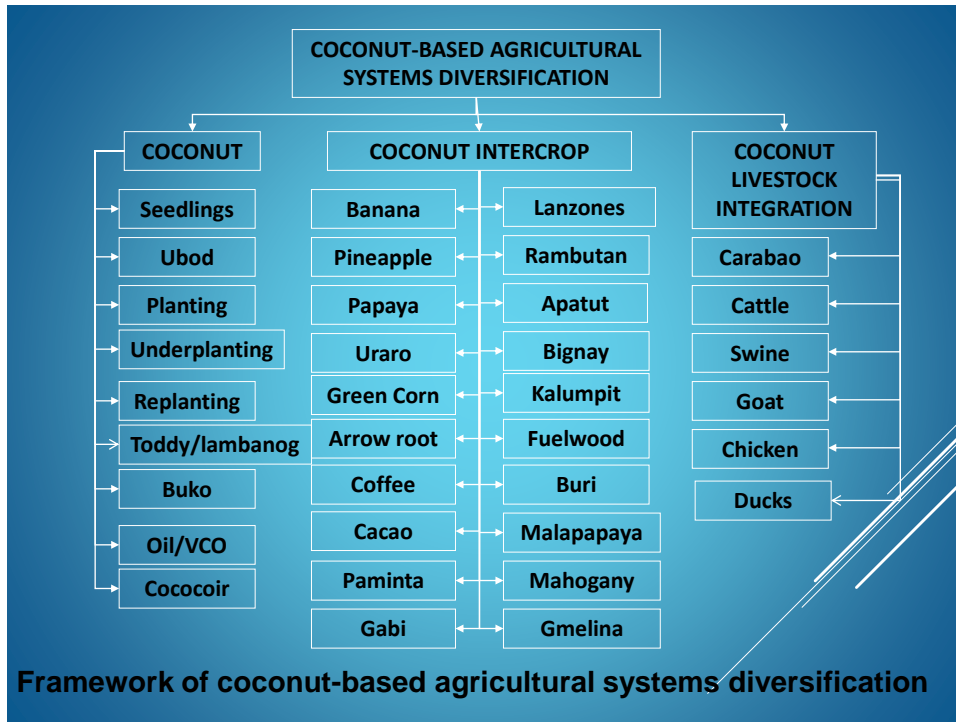 COCONUT-BASED AGRICULTURAL
SYSTEMS DIVERSIFICATION
COCONUT
Seedlings
Ubod
Planting
Underplanting
Replanting
Toddy/lambanog
Buko
Oil/VCO
Cococoir
COCONUT INTERCROP
Banana
Pineapple
Papaya
Uraro
Green Corn
Arrow root
Coffee
Cacao
Paminta
Gabi
Lanzones
Rambutan
Apatut
Bignay
Kalumpit
Fuelwood
Buri
Malapapaya
Mahogany
Gmelina
COCONUT
LIVESTOCK
INTEGRATION
Carabao
Cattle
Swine
Goat
Chicken
Ducks
Framework of coconut-based agricultural systems diversification